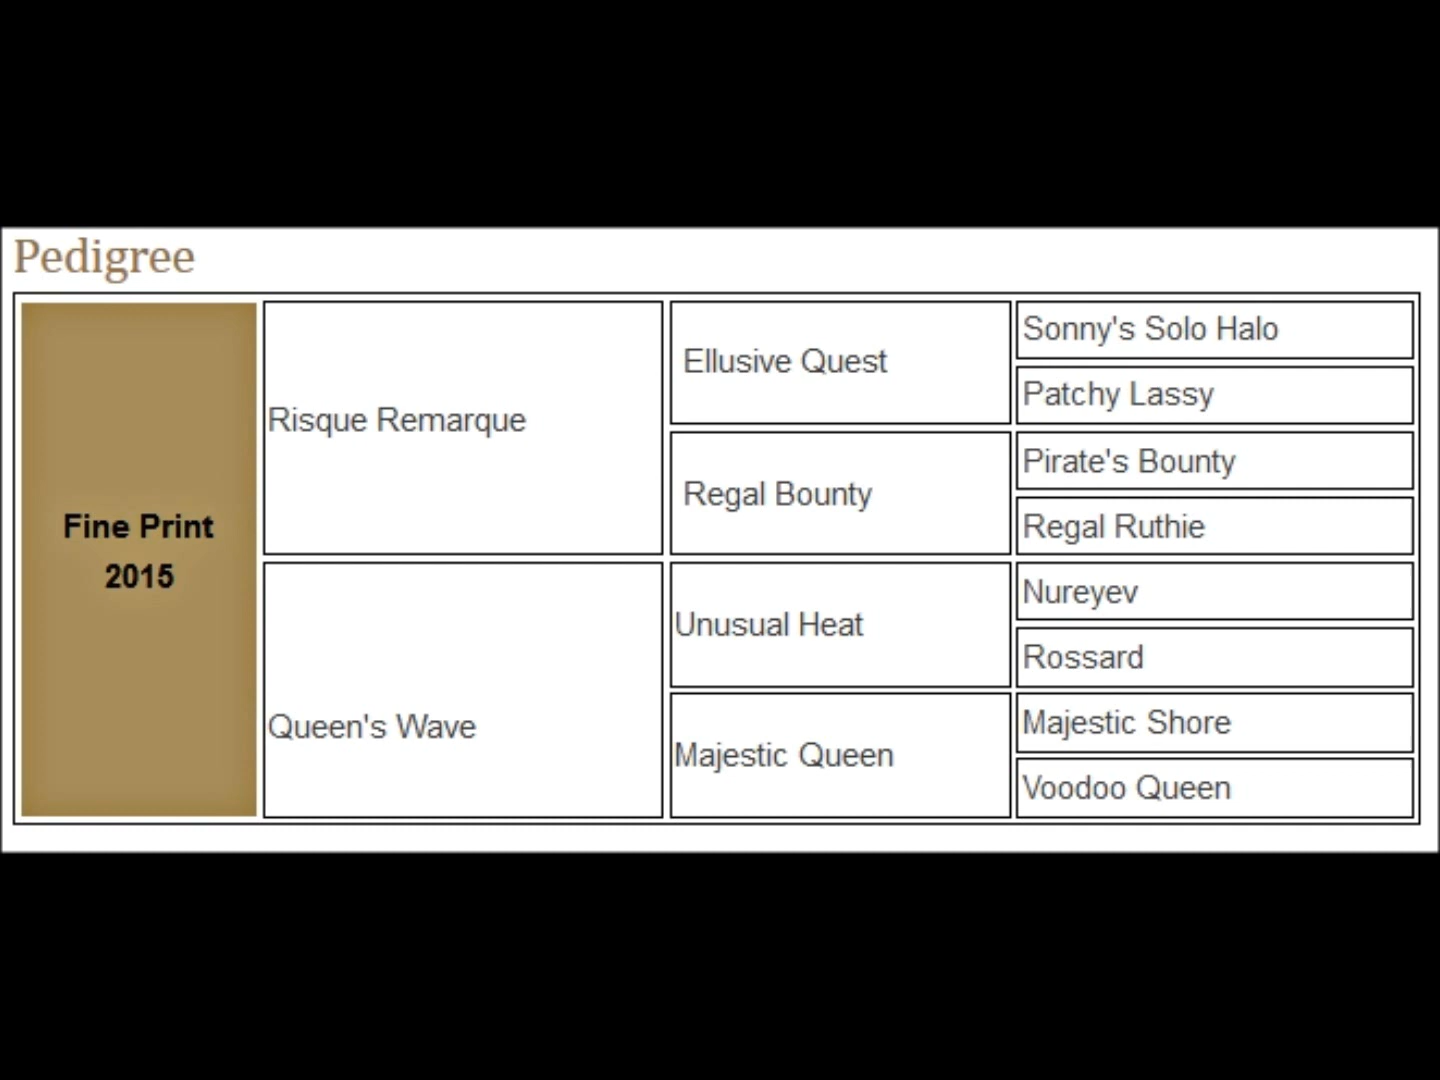 Pedigree
Fine Print
2015
Risque Remarque
Ellusive Quest
Sonny's Solo Halo
Patchy Lassy
Regal Bounty
Pirate's Bounty
Regal Ruthie
Queen's Wave
Unusual Heat
Nureyev
Rossard
Majestic Queen
Majestic Shore
Voodoo Queen